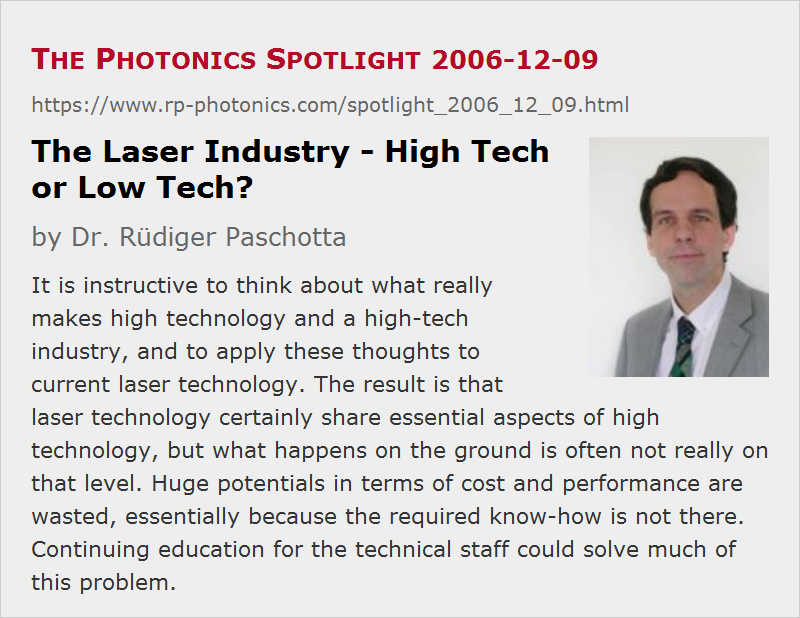 The Photonics Spotlight 2006-12-09
https://www.rp-photonics.com/spotlight_2006_12_09.html
The Laser Industry - High Tech
or Low Tech?
by Dr. Rüdiger Paschotta
It is instructive to think about what really
makes high technology and a high-tech
industry, and to apply these thoughts to
current laser technology. The result is that
laser technology certainly share essential aspects of high
technology, but what happens on the ground is often not really on
that level. Huge potentials in terms of cost and performance are
wasted, essentially because the required know-how is not there.
Continuing education for the technical staff could solve much of
this problem.